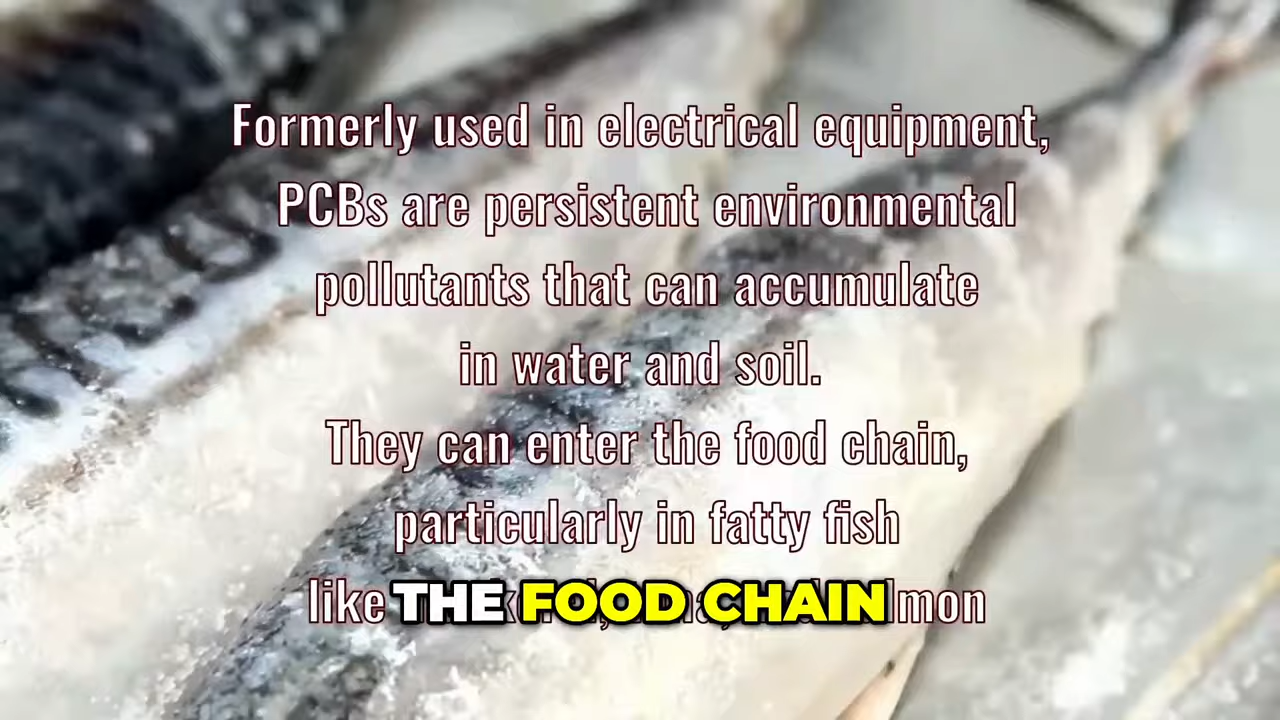 Formerly used in electrical equipment,
PCBs are persistent environmental
pollutants that can accumulate
in water and soil.
They can enter the food chain,
particularly in fatty fish
like
THE FOOD CHAIN